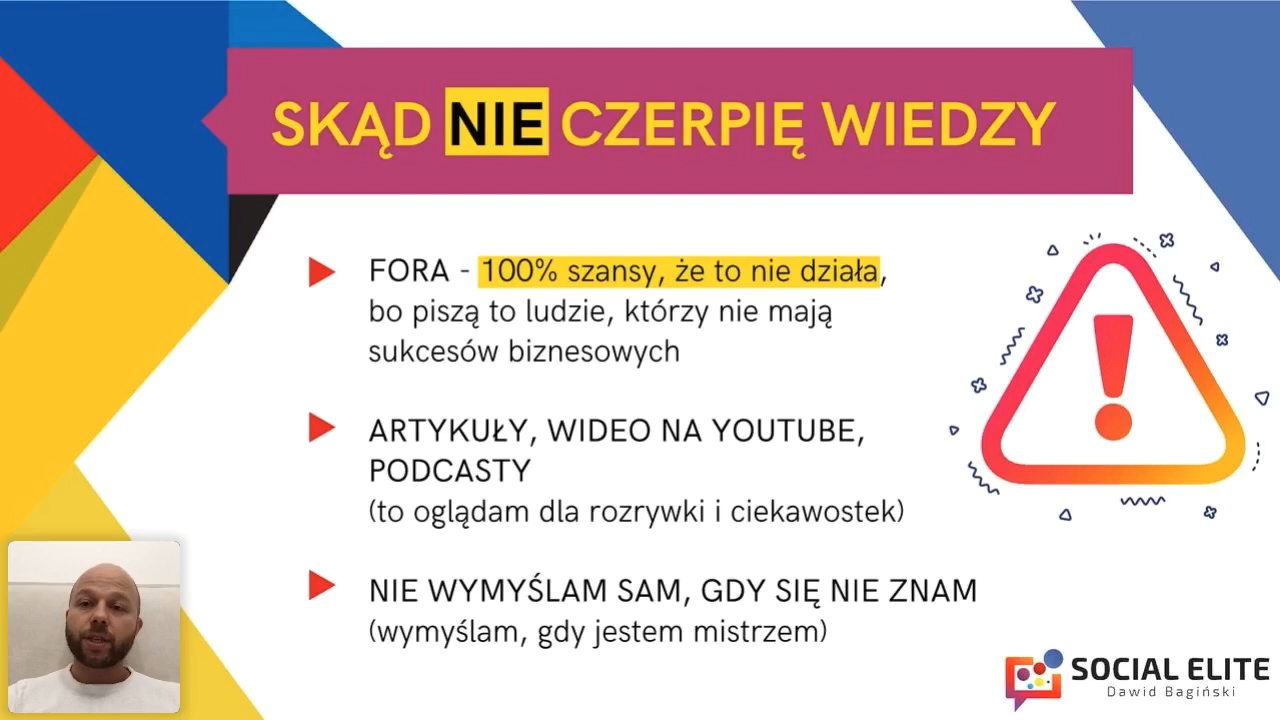 SKĄD NIE CZERPIĘ WIEDZY
FORA - 100% szansy, że to nie działa,
bo piszą to ludzie, którzy nie mają
sukcesów biznesowych
ARTYKUŁY, WIDEO NA YOUTUBE,
PODCASTY
(to oglądam dla rozrywki i ciekawostek)
NIE WYMYŚLAM SAM, GDY SIĘ NIE ZNAM
(wymyślam, gdy jestem mistrzem)
SOCIAL ELITE
Dawid Bagiński